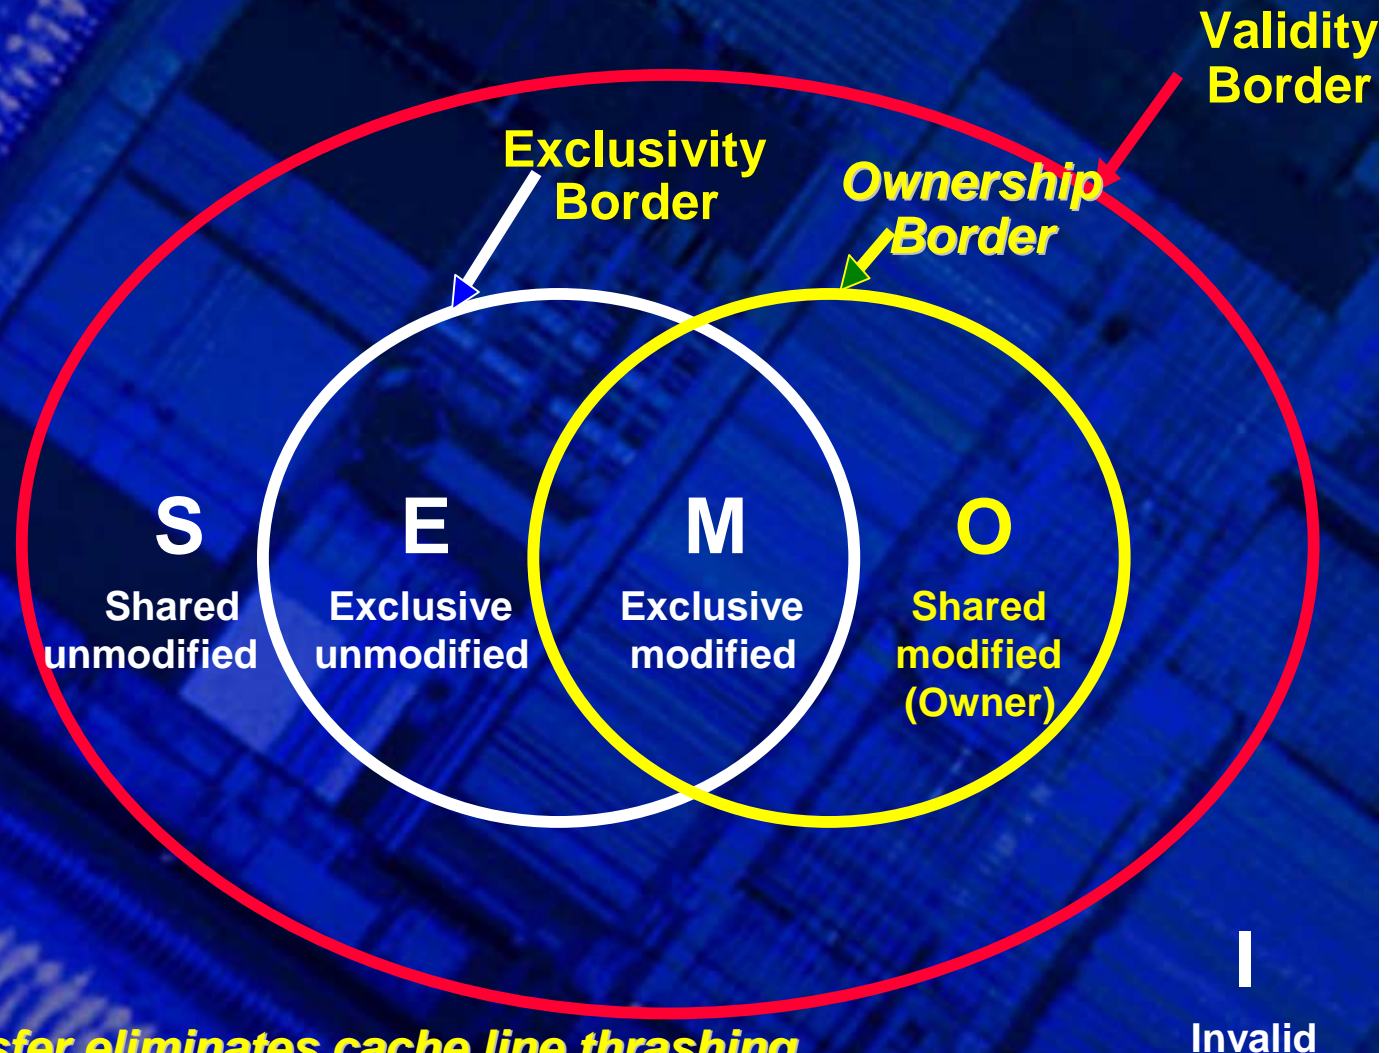 Validity
Border
Exclusivity
Border
Ownership
Border
S
Shared
unmodified
E
Exclusive
unmodified
M
Exclusive
modified
O
Shared
modified
(Owner)
I
Invalid
eliminates cache line thrashing